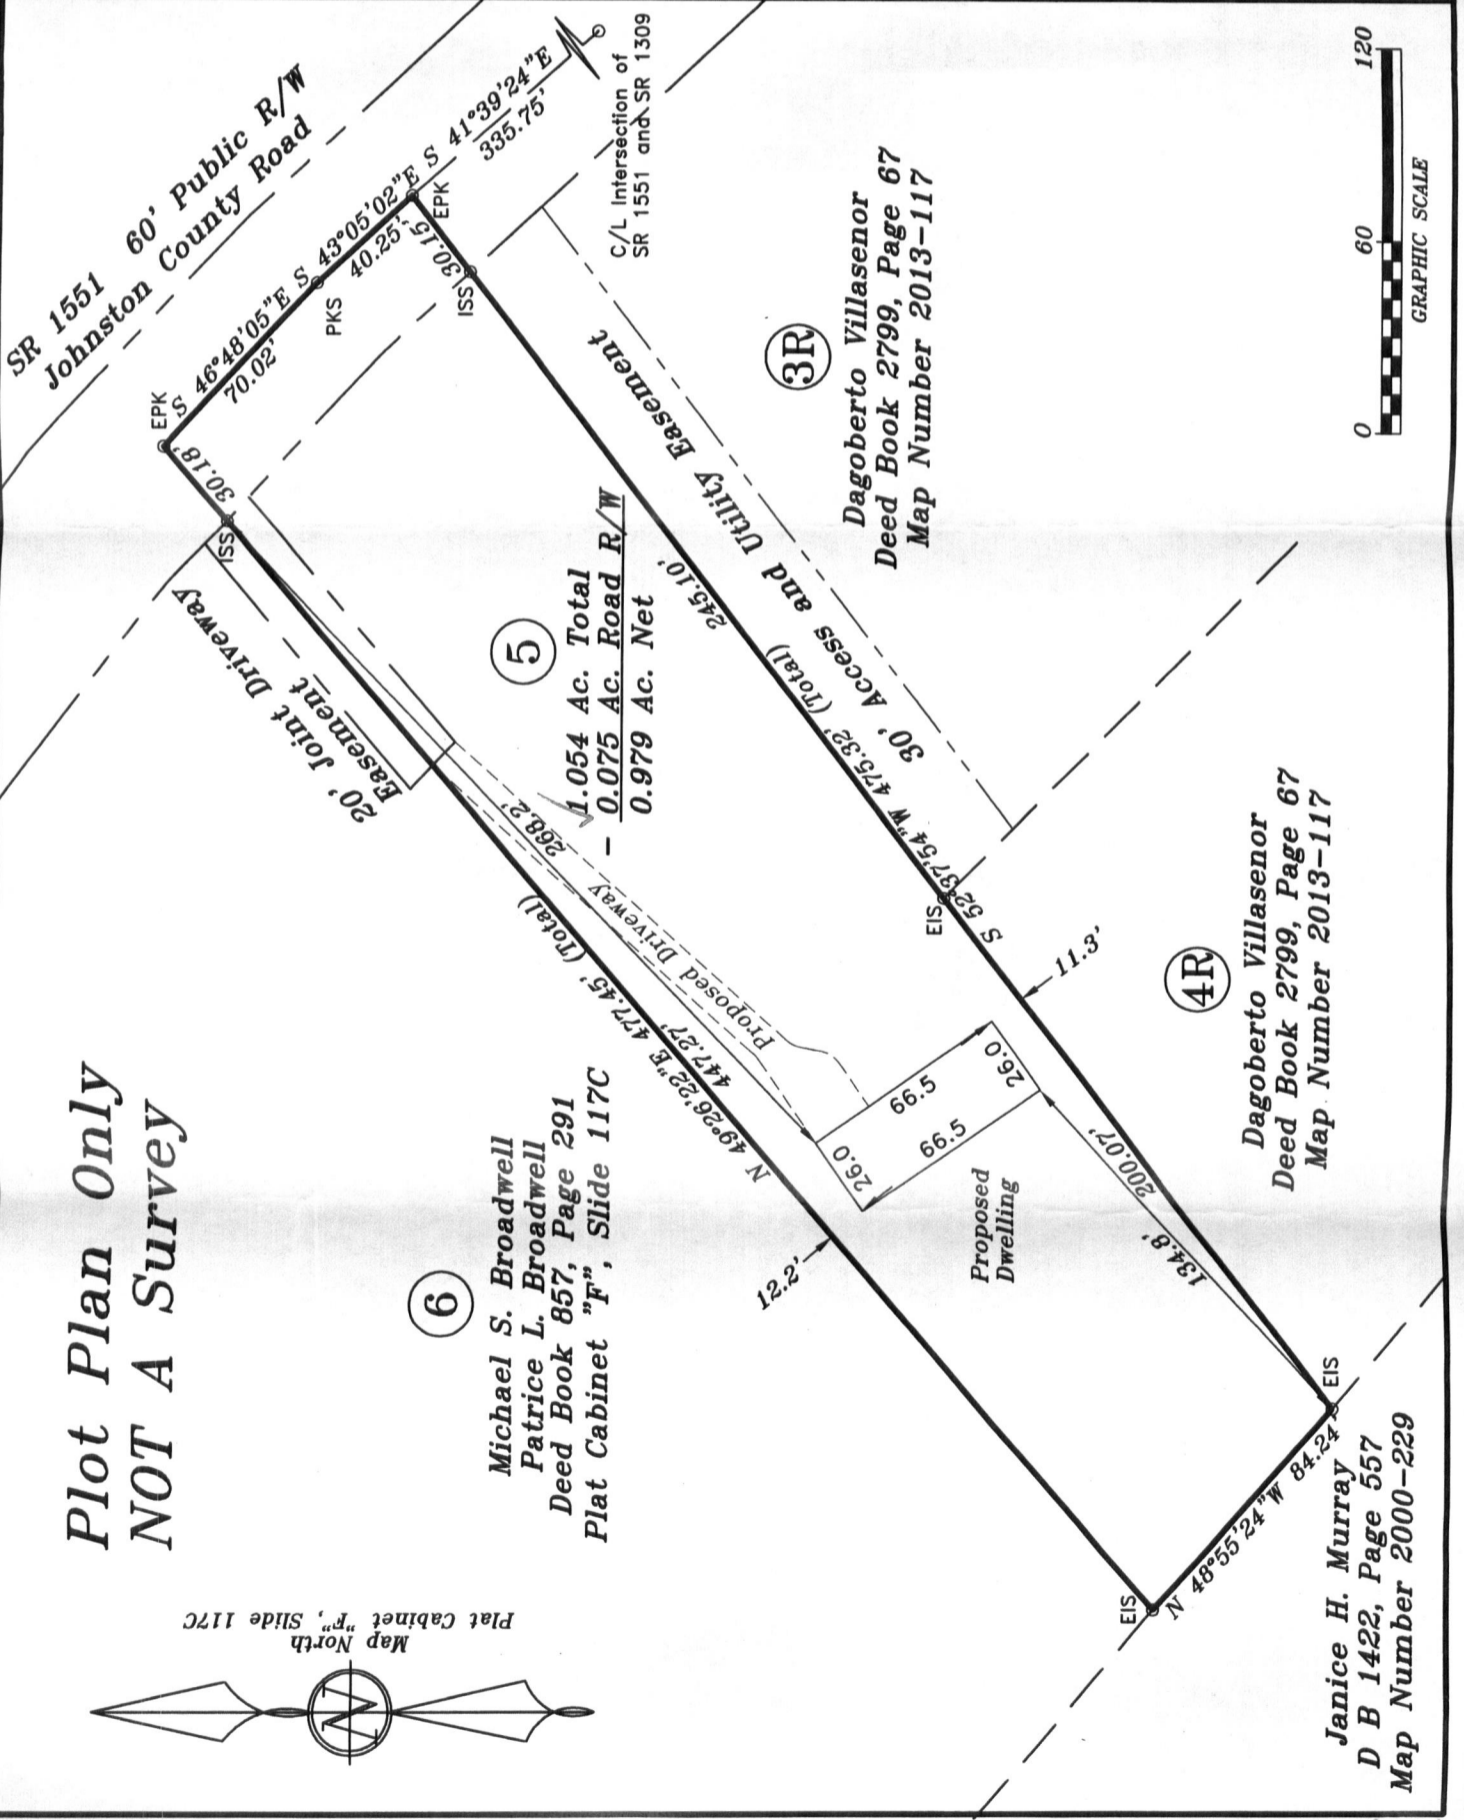 Plot Plan Only
NOT A Survey
Map North
Plat Cabinet "F", Slide 117C
N
SR 1551 60' Public R/W
Johnston County Road
EPK
S 46°48'05"E
70.02'
PKS
S 43°05'02"E
40.25'
EPK
S 41°39'24"E
335.75'
C/L Intersection of
SR 1551 and SR 1309
30.18'
ISS
30.15'
ISS
20' Joint Driveway
Easement
5
1.054 Ac. Total
- 0.075 Ac. Road R/W
0.979 Ac. Net
268.2'
Proposed Driveway
245.10'
30' Access and Utility Easement
3R
Dagoberto Villasenor
Deed Book 2799, Page 67
Map Number 2013-117
S 52°37'54"W 475.32' (Total)
EIS
11.3'
4R
Dagoberto Villasenor
Deed Book 2799, Page 67
Map Number 2013-117
6
Michael S. Broadwell
Patrice L. Broadwell
Deed Book 857, Page 291
Plat Cabinet "F", Slide 117C
N 49°26'22"E 477.45' (Total)
447.27'
12.2'
26.0
66.5
66.5
26.0
Proposed
Dwelling
200.07'
134.8'
EIS
N 48°55'24"W 84.24'
EIS
Janice H. Murray
D B 1422, Page 557
Map Number 2000-229
0 60 120
GRAPHIC SCALE